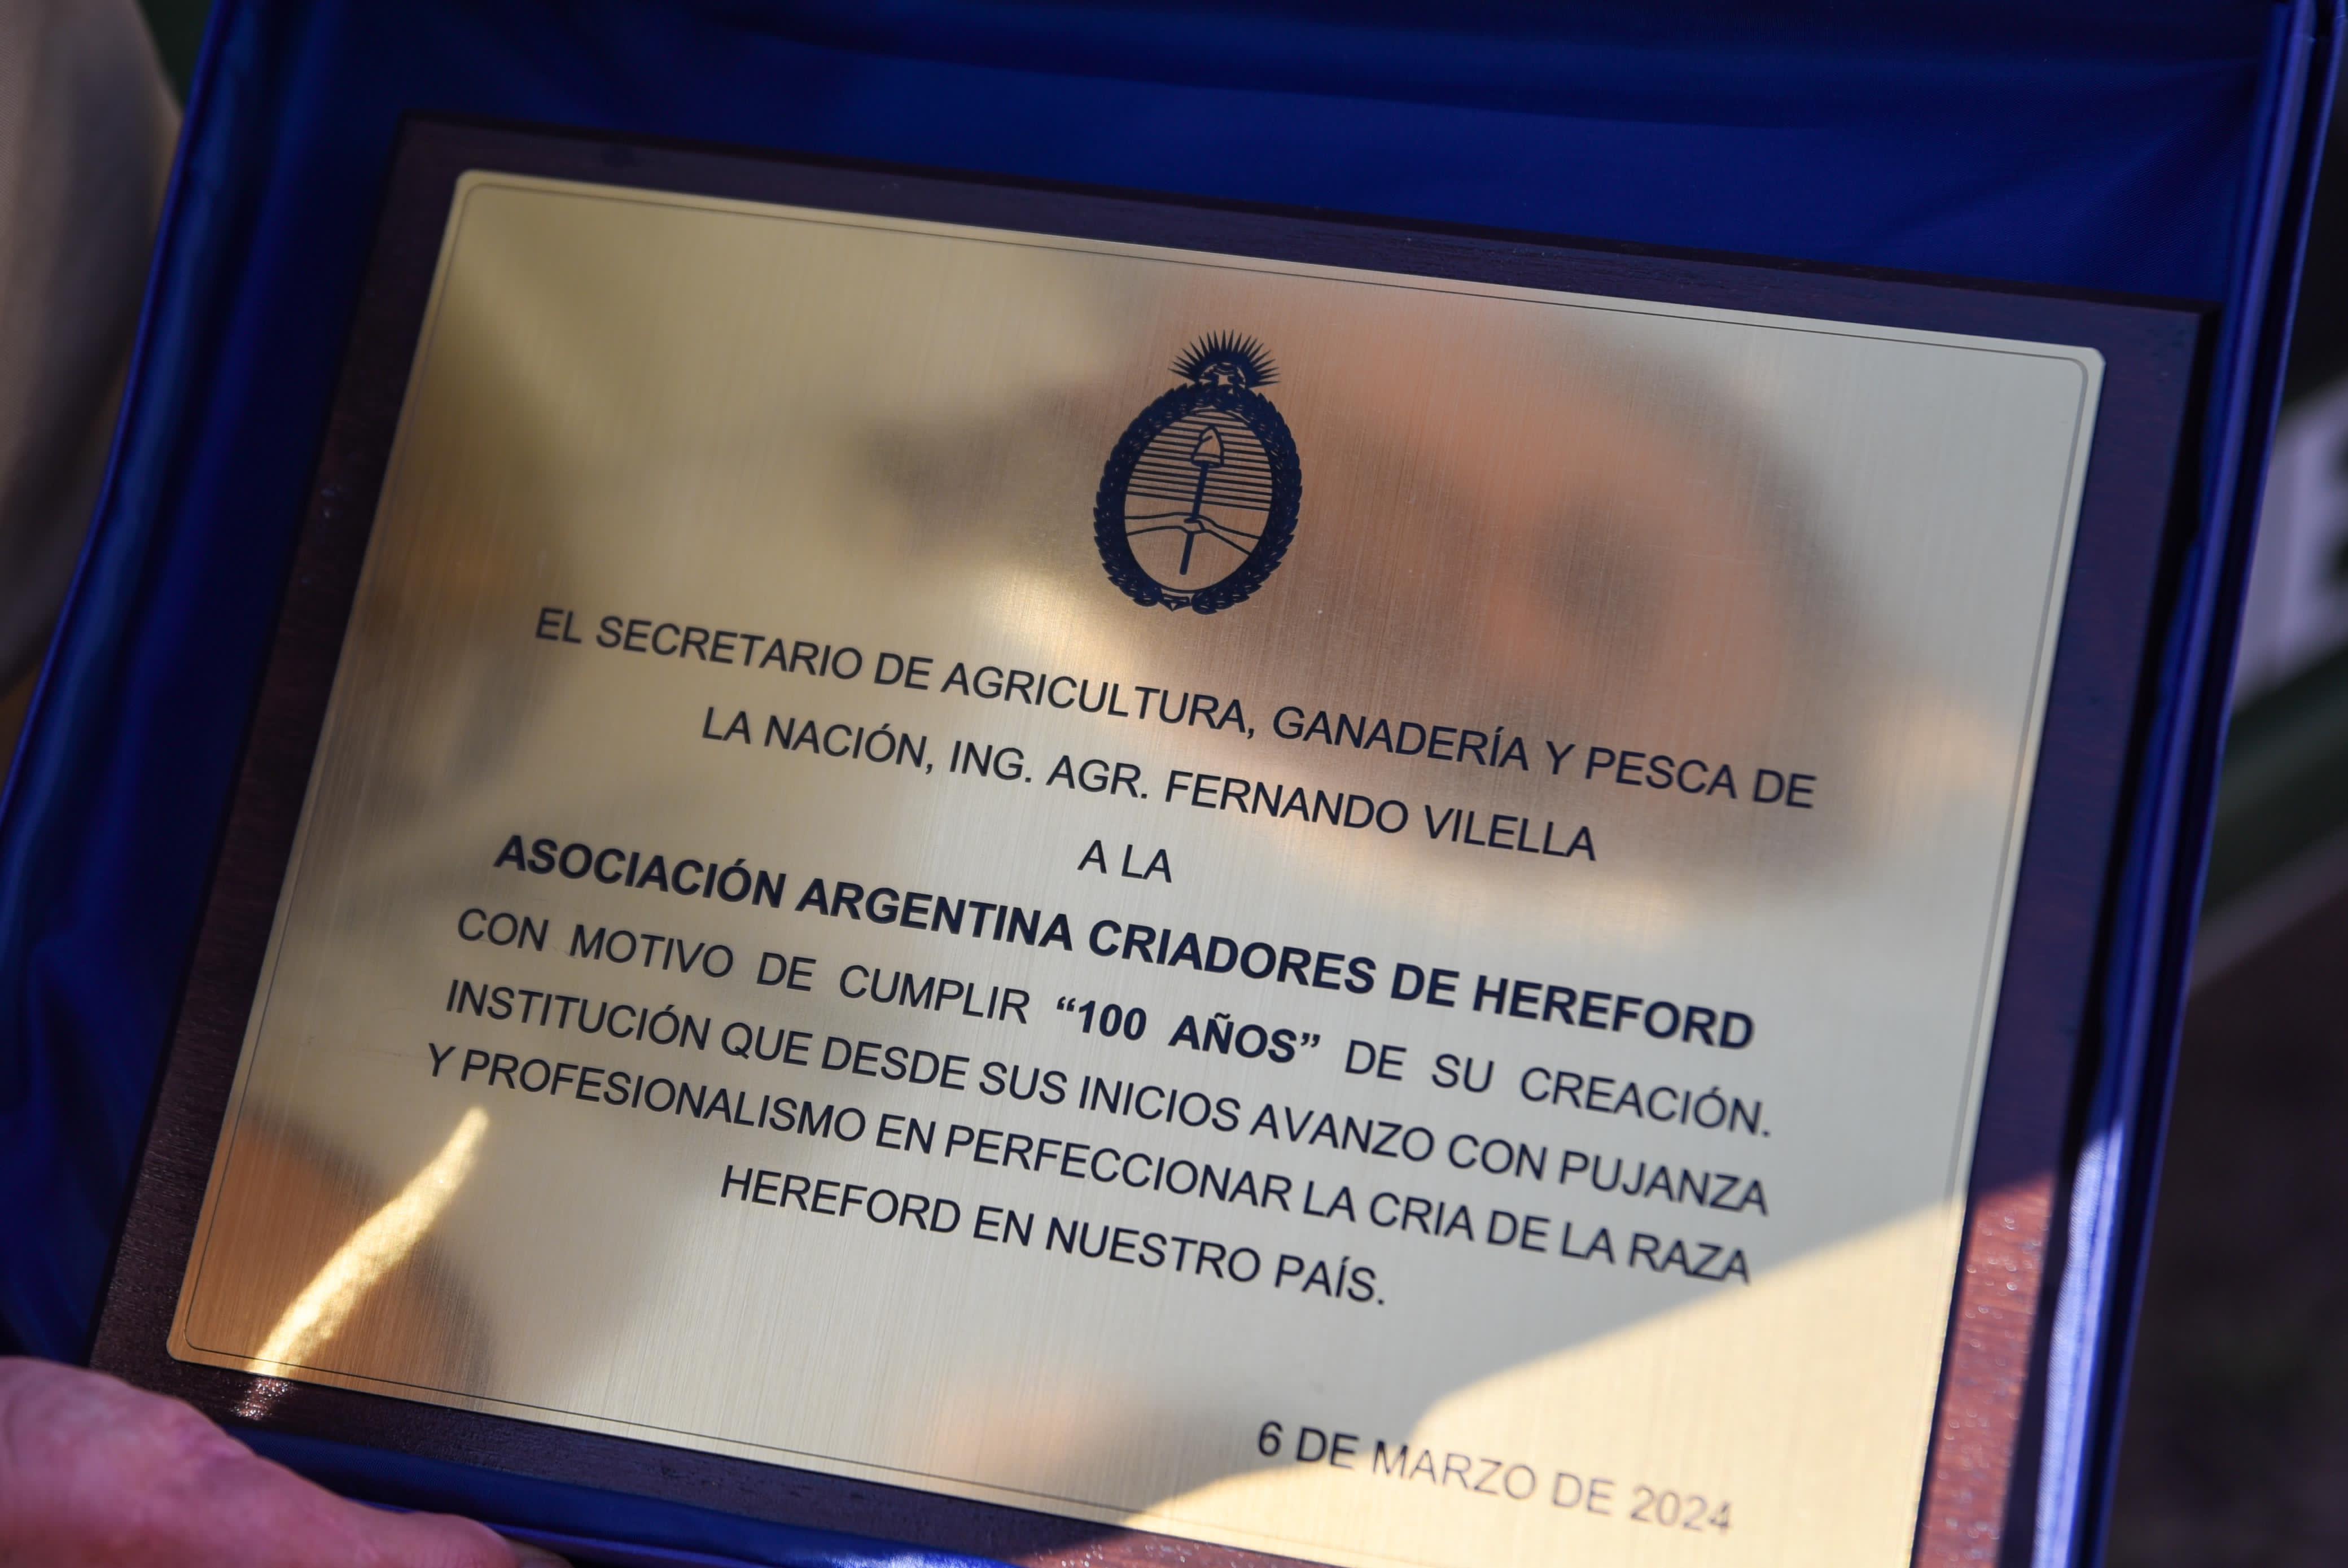 EL SECRETARIO DE AGRICULTURA, GANADERÍA Y PESCA DE
LA NACIÓN, ING. AGR. FERNANDO VILELLA
A LA
ASOCIACIÓN ARGENTINA CRIADORES DE HEREFORD
CON MOTIVO DE CUMPLIR “100 AÑOS” DE SU CREACIÓN.
INSTITUCIÓN QUE DESDE SUS INICIOS AVANZO CON PUJANZA
Y PROFESIONALISMO EN PERFECCIONAR LA CRIA DE LA RAZA
HEREFORD EN NUESTRO PAÍS.
6 DE MARZO DE 2024